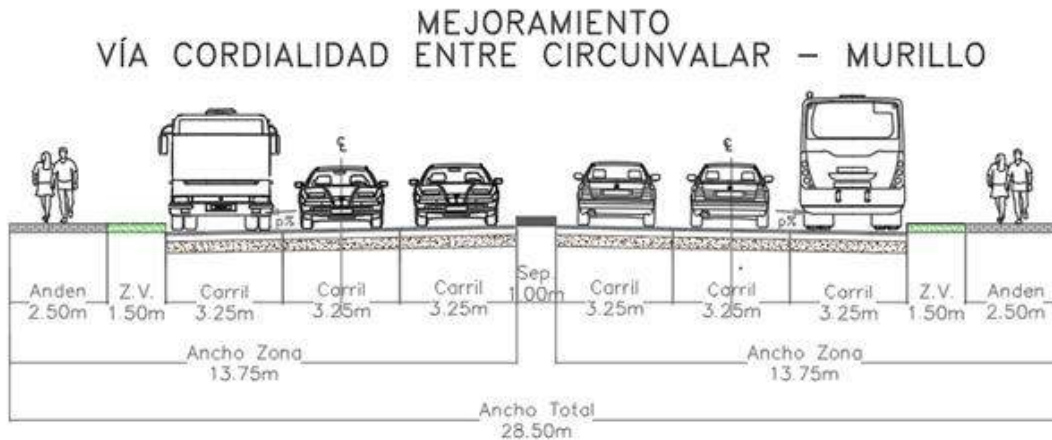 MEJORAMIENTO
VÍA CORDIALIDAD ENTRE CIRCUNVALAR – MURILLO
℄ ℄
p% p%
Anden Z.V. Carril Carril Carril Sep. Carril Carril Carril Z.V. Anden
2.50m 1.50m 3.25m 3.25m 3.25m 1.00m 3.25m 3.25m 3.25m 1.50m 2.50m
Ancho Zona Ancho Zona
13.75m 13.75m
Ancho Total
28.50m